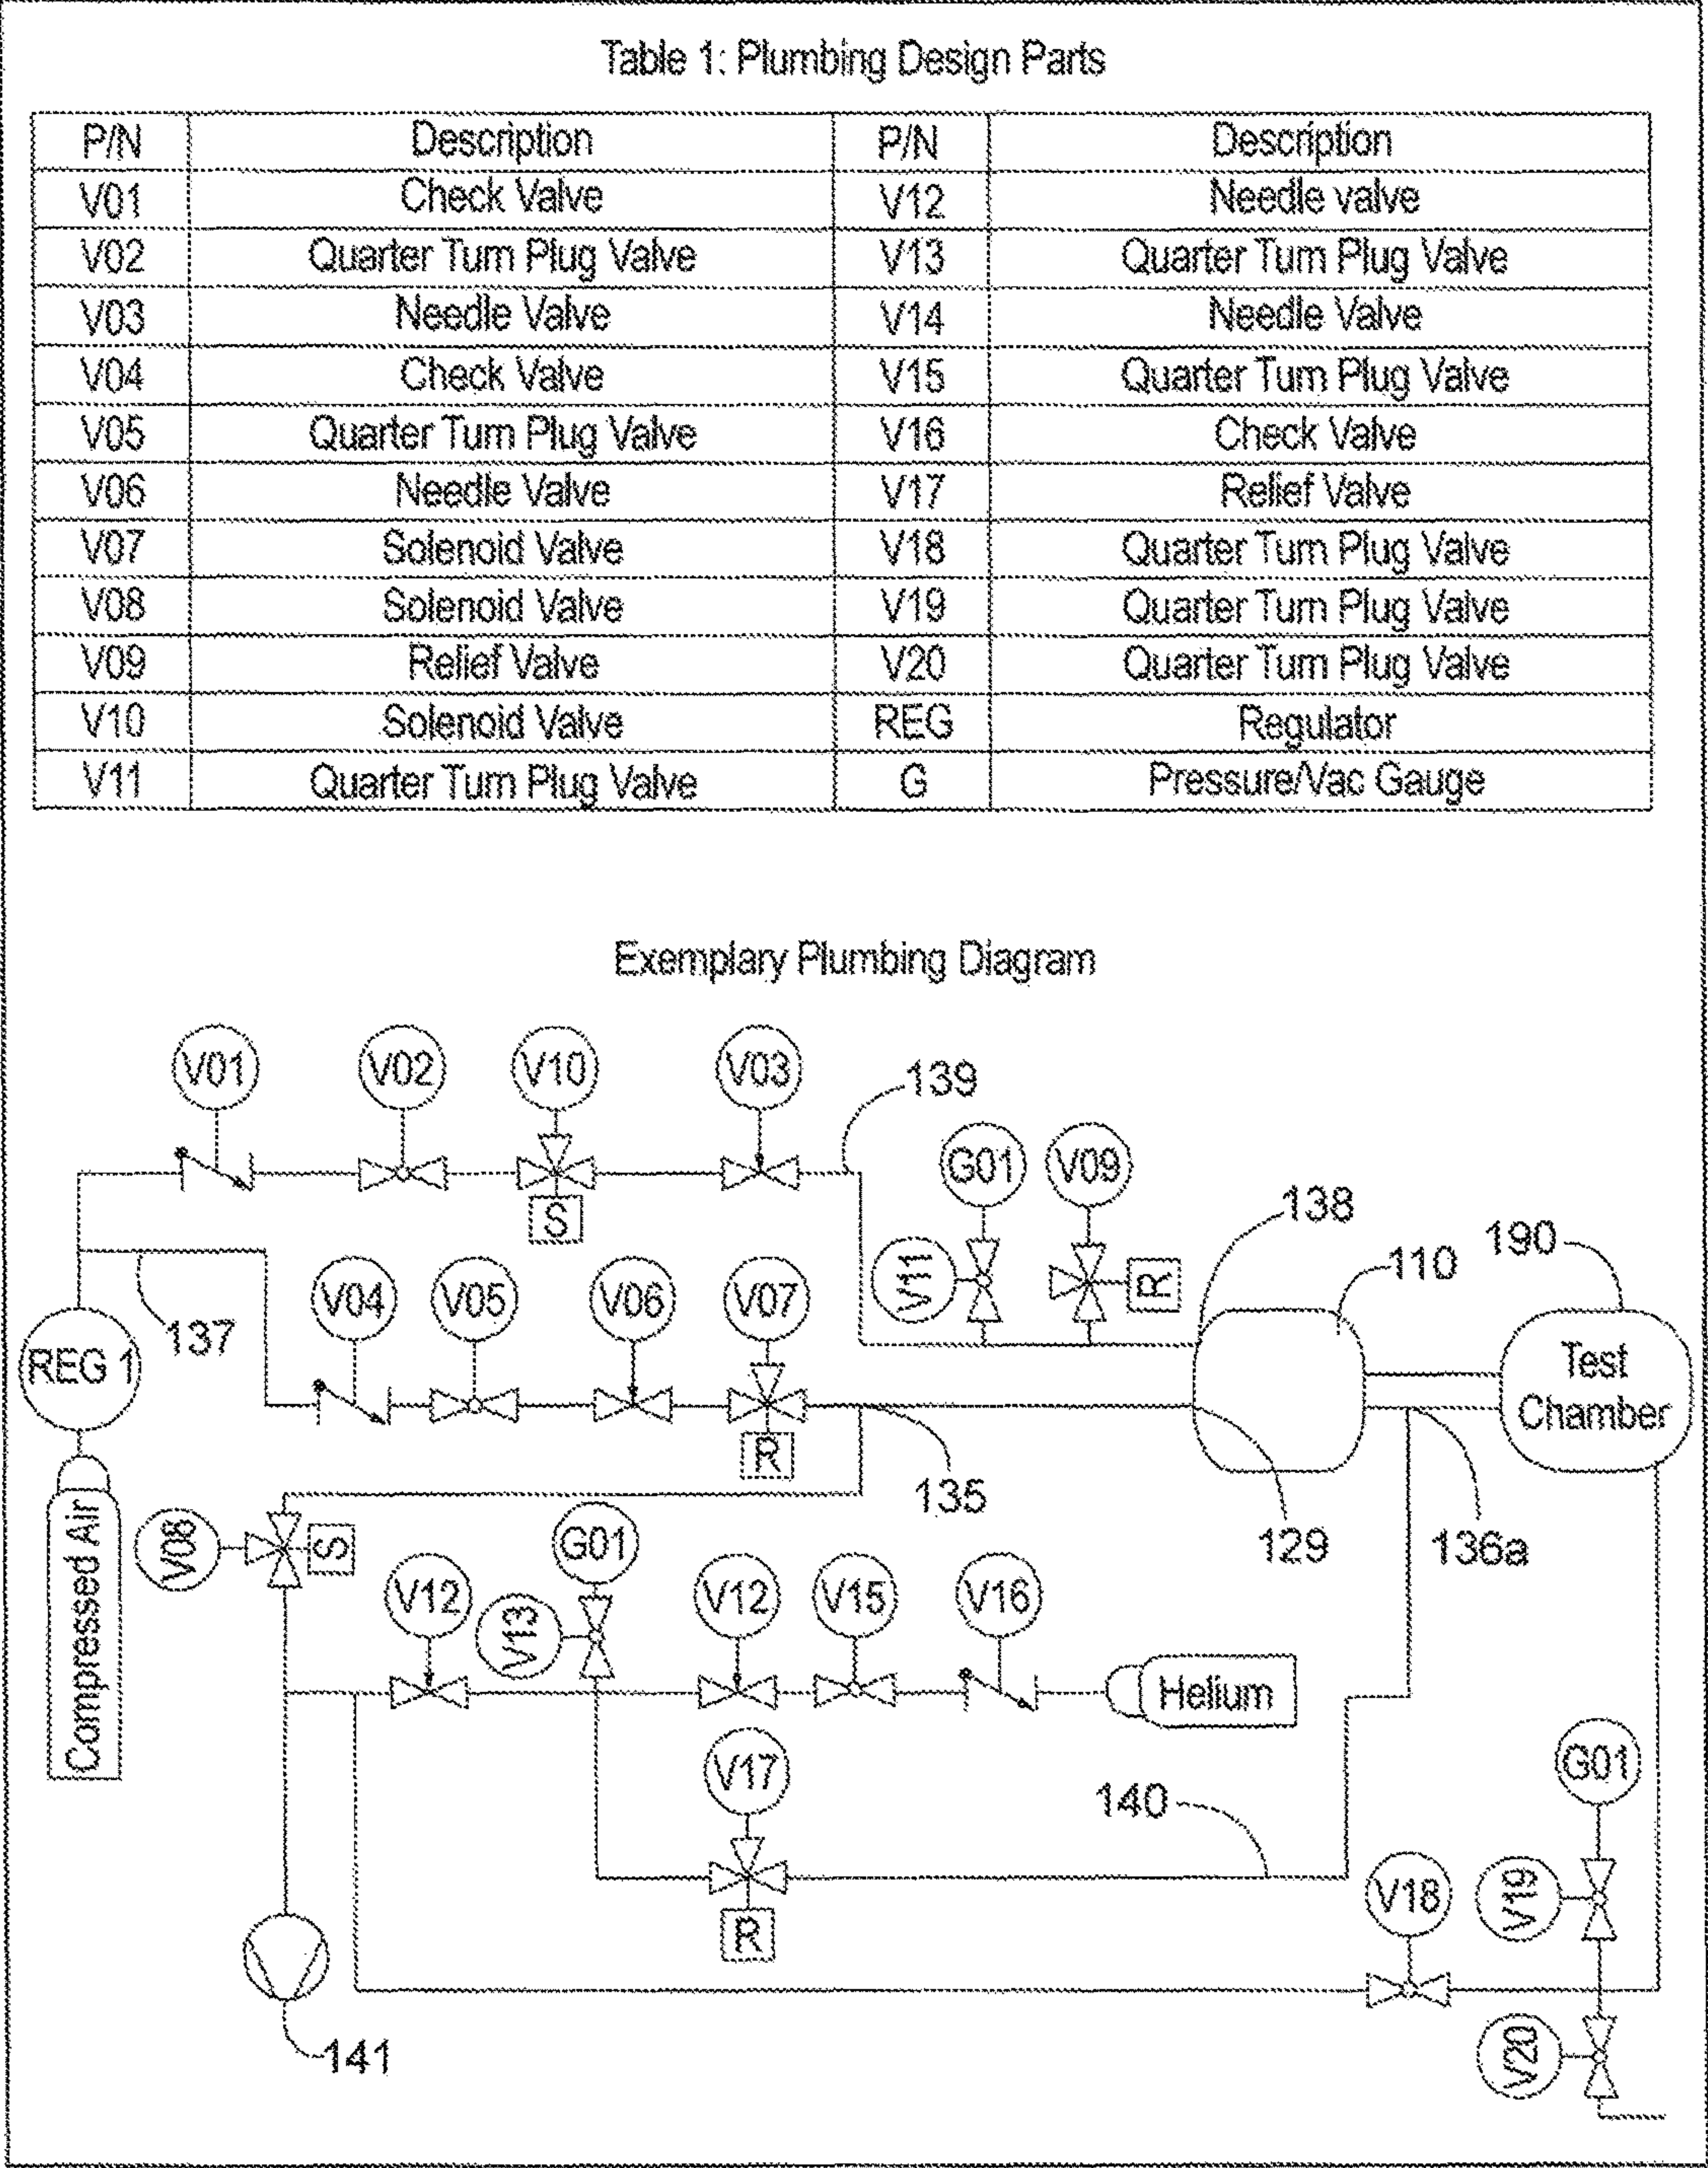 Table 1: Plumbing Design Parts
P/N Description P/N Description
V01 Check Valve V12 Needle valve
V02 Quarter Turn Plug Valve V13 Quarter Turn Plug Valve
V03 Needle Valve V14 Needle Valve
V04 Check Valve V15 Quarter Turn Plug Valve
V05 Quarter Turn Plug Valve V16 Check Valve
V06 Needle Valve V17 Relief Valve
V07 Solenoid Valve V18 Quarter Turn Plug Valve
V08 Solenoid Valve V19 Quarter Turn Plug Valve
V09 Relief Valve V20 Quarter Turn Plug Valve
V10 Solenoid Valve REG Regulator
V11 Quarter Turn Plug Valve G Pressure/Vac Gauge
Exemplary Plumbing Diagram
V01 V02 V10 V03 139
G01 V09
S
138
190
V11
R
110
V04 V05 V06 V07
137
REG 1
Test
Chamber
R
135
129
136a
Compressed Air
V08
S
G01
V12 V13 V12 V15 V16
Helium
V17
G01
140
V18 V19
R
V20
141